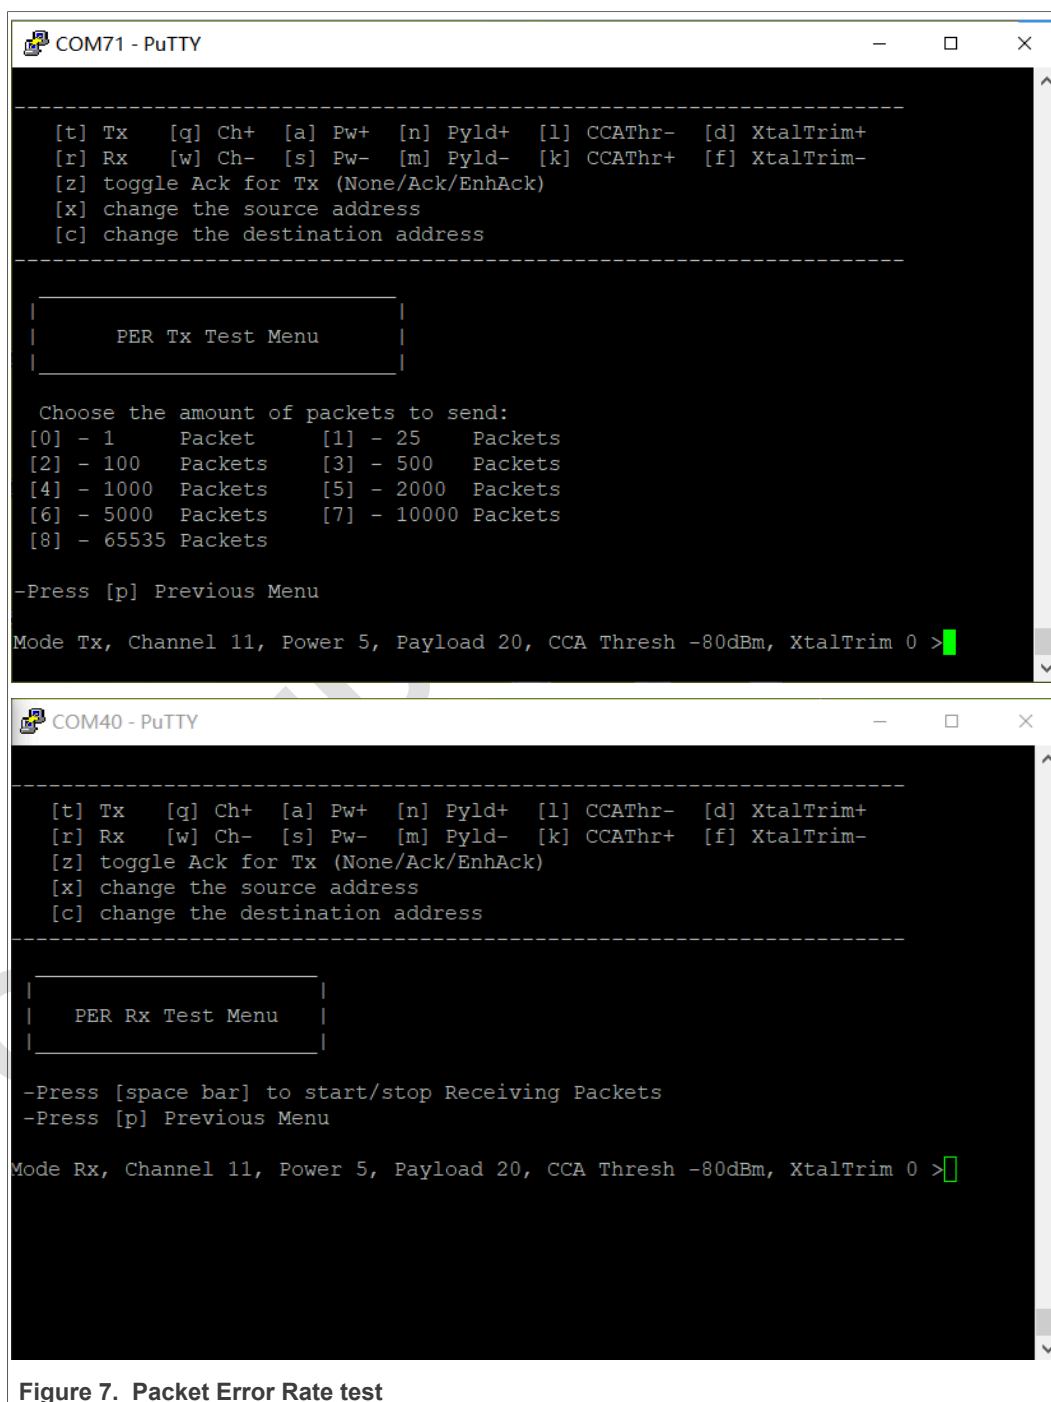 COM71 - PuTTY
--------------------------------------------------------------------
[t] Tx [q] Ch+ [a] Pw+ [n] Pyld+ [l] CCAThr- [d] XtalTrim+
[r] Rx [w] Ch- [s] Pw- [m] Pyld- [k] CCAThr+ [f] XtalTrim-
[z] toggle Ack for Tx (None/Ack/EnhAck)
[x] change the source address
[c] change the destination address
--------------------------------------------------------------------
PER Tx Test Menu
Choose the amount of packets to send:
[0] - 1 Packet [1] - 25 Packets
[2] - 100 Packets [3] - 500 Packets
[4] - 1000 Packets [5] - 2000 Packets
[6] - 5000 Packets [7] - 10000 Packets
[8] - 65535 Packets
-Press [p] Previous Menu
Mode Tx, Channel 11, Power 5, Payload 20, CCA Thresh -80dBm, XtalTrim 0 >
COM40 - PuTTY
--------------------------------------------------------------------
[t] Tx [q] Ch+ [a] Pw+ [n] Pyld+ [l] CCAThr- [d] XtalTrim+
[r] Rx [w] Ch- [s] Pw- [m] Pyld- [k] CCAThr+ [f] XtalTrim-
[z] toggle Ack for Tx (None/Ack/EnhAck)
[x] change the source address
[c] change the destination address
--------------------------------------------------------------------
PER Rx Test Menu
-Press [space bar] to start/stop Receiving Packets
-Press [p] Previous Menu
Mode Rx, Channel 11, Power 5, Payload 20, CCA Thresh -80dBm, XtalTrim 0 >
Figure 7. Packet Error Rate test